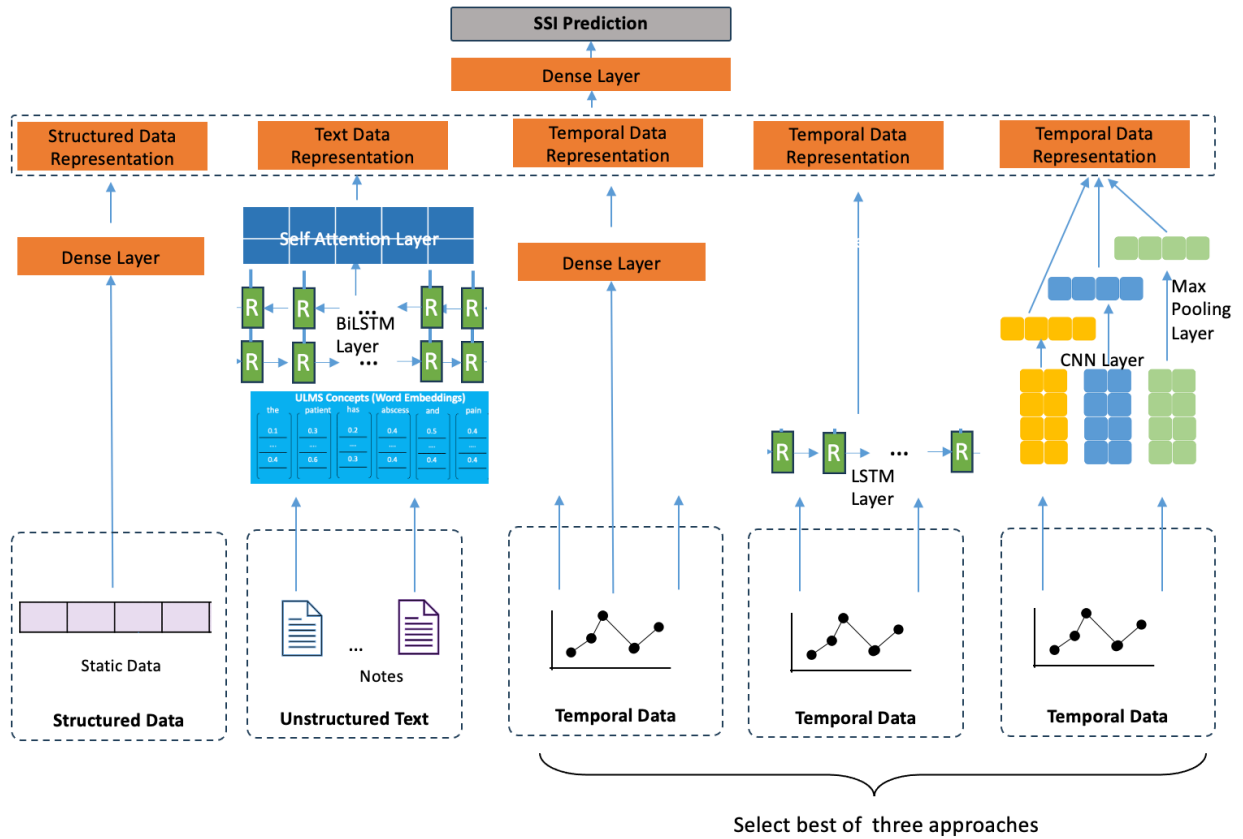 SSI Prediction
Dense Layer
Structured Data
Representation
Text Data
Representation
Temporal Data
Representation
Temporal Data
Representation
Temporal Data
Representation
Self Attention Layer
Dense Layer
Dense Layer
Max
Pooling
Layer
R R ... R R
BiLSTM
Layer
R R ... R R
CNN Layer
ULMS Concepts (Word Embeddings)
the patient has abscess and pain
0.1 0.3 0.2 0.4 0.5 0.4
.... .... .... .... .... ....
0.4 0.6 0.3 0.4 0.4 0.4
R R ... R
LSTM
Layer
Static Data
Structured Data
...
Notes
Unstructured Text
Temporal Data
Temporal Data
Temporal Data
Select best of three approaches